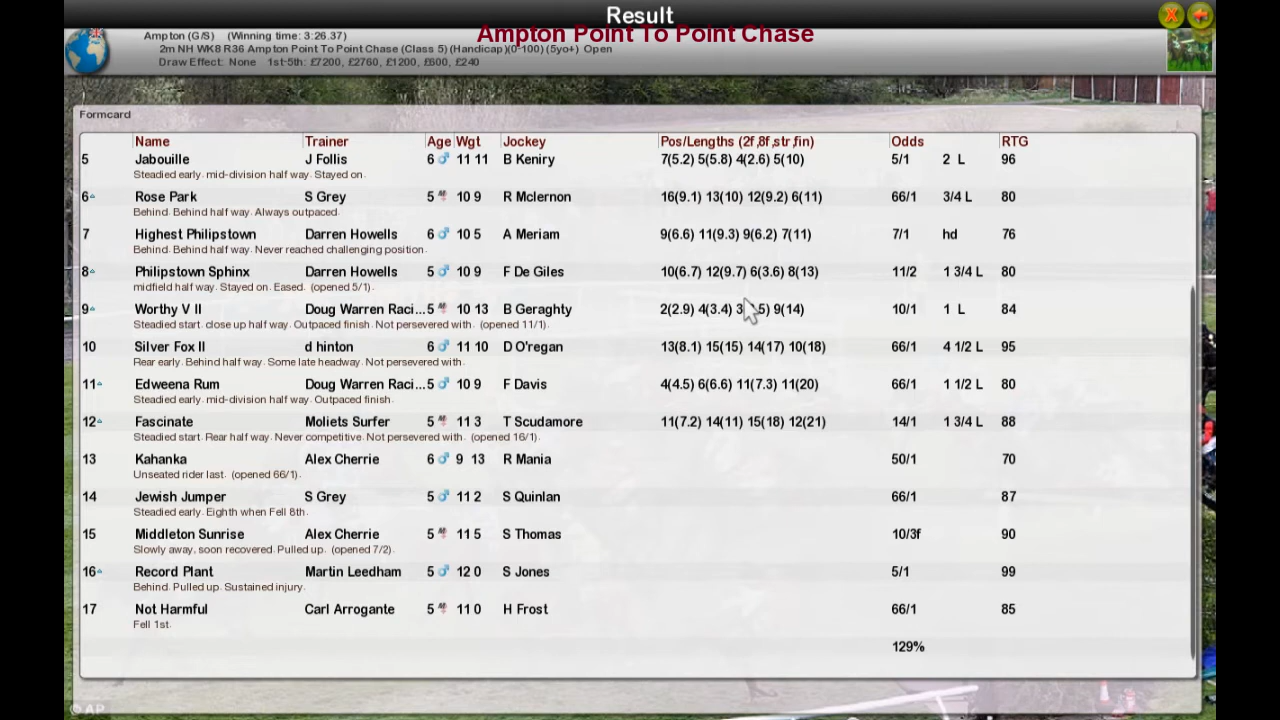 Result
Ampton Point To Point Chase
Ampton (G/S) (Winning time: 3:26.37)
2m NH WK8 R36 Ampton Point To Point Chase (Class 5) (Handicap)(0-100) (5yo+) Open
Draw Effect: None 1st-5th: £7200, £2760, £1200, £600, £240
Formcard
Name Trainer Age Wgt Jockey Pos/Lengths (2f,8f,str,fin) Odds RTG
5 Jabouille J Follis 6 11 11 B Keniry 7(5.2) 5(5.8) 4(2.6) 5(10) 5/1 2 L 96
Steadied early. mid-division half way. Stayed on.
6 Rose Park S Grey 5 10 9 R Mclernon 16(9.1) 13(10) 12(9.2) 6(11) 66/1 3/4 L 80
Behind. Behind half way. Always outpaced.
7 Highest Philipstown Darren Howells 6 10 5 A Meriam 9(6.6) 11(9.3) 9(6.2) 7(11) 7/1 hd 76
Behind. Behind half way. Never reached challenging position.
8 Philipstown Sphinx Darren Howells 5 10 9 F De Giles 10(6.7) 12(9.7) 6(3.6) 8(13) 11/2 1 3/4 L 80
midfield half way. Stayed on. Eased. (opened 5/1).
9 Worthy V II Doug Warren Raci... 5 10 13 B Geraghty 2(2.9) 4(3.4) 3 5) 9(14) 10/1 1 L 84
Steadied start. close up half way. Outpaced finish. Not persevered with. (opened 11/1).
10 Silver Fox II d hinton 6 11 10 D O'regan 13(8.1) 15(15) 14(17) 10(18) 66/1 4 1/2 L 95
Rear early. Behind half way. Some late headway. Not persevered with.
11 Edweena Rum Doug Warren Raci... 5 10 9 F Davis 4(4.5) 6(6.6) 11(7.3) 11(20) 66/1 1 1/2 L 80
Steadied early. mid-division half way. Outpaced finish.
12 Fascinate Moliets Surfer 5 11 3 T Scudamore 11(7.2) 14(11) 15(18) 12(21) 14/1 1 3/4 L 88
Steadied start. Rear half way. Never competitive. Not persevered with. (opened 16/1).
13 Kahanka Alex Cherrie 6 9 13 R Mania 50/1 70
Unseated rider last. (opened 66/1).
14 Jewish Jumper S Grey 5 11 2 S Quinlan 66/1 87
Steadied early. Eighth when Fell 8th.
15 Middleton Sunrise Alex Cherrie 5 11 5 S Thomas 10/3f 90
Slowly away, soon recovered. Pulled up. (opened 7/2).
16 Record Plant Martin Leedham 5 12 0 S Jones 5/1 99
Behind. Pulled up. Sustained injury.
17 Not Harmful Carl Arrogante 5 11 0 H Frost 66/1 85
Fell 1st.
129%
© AP